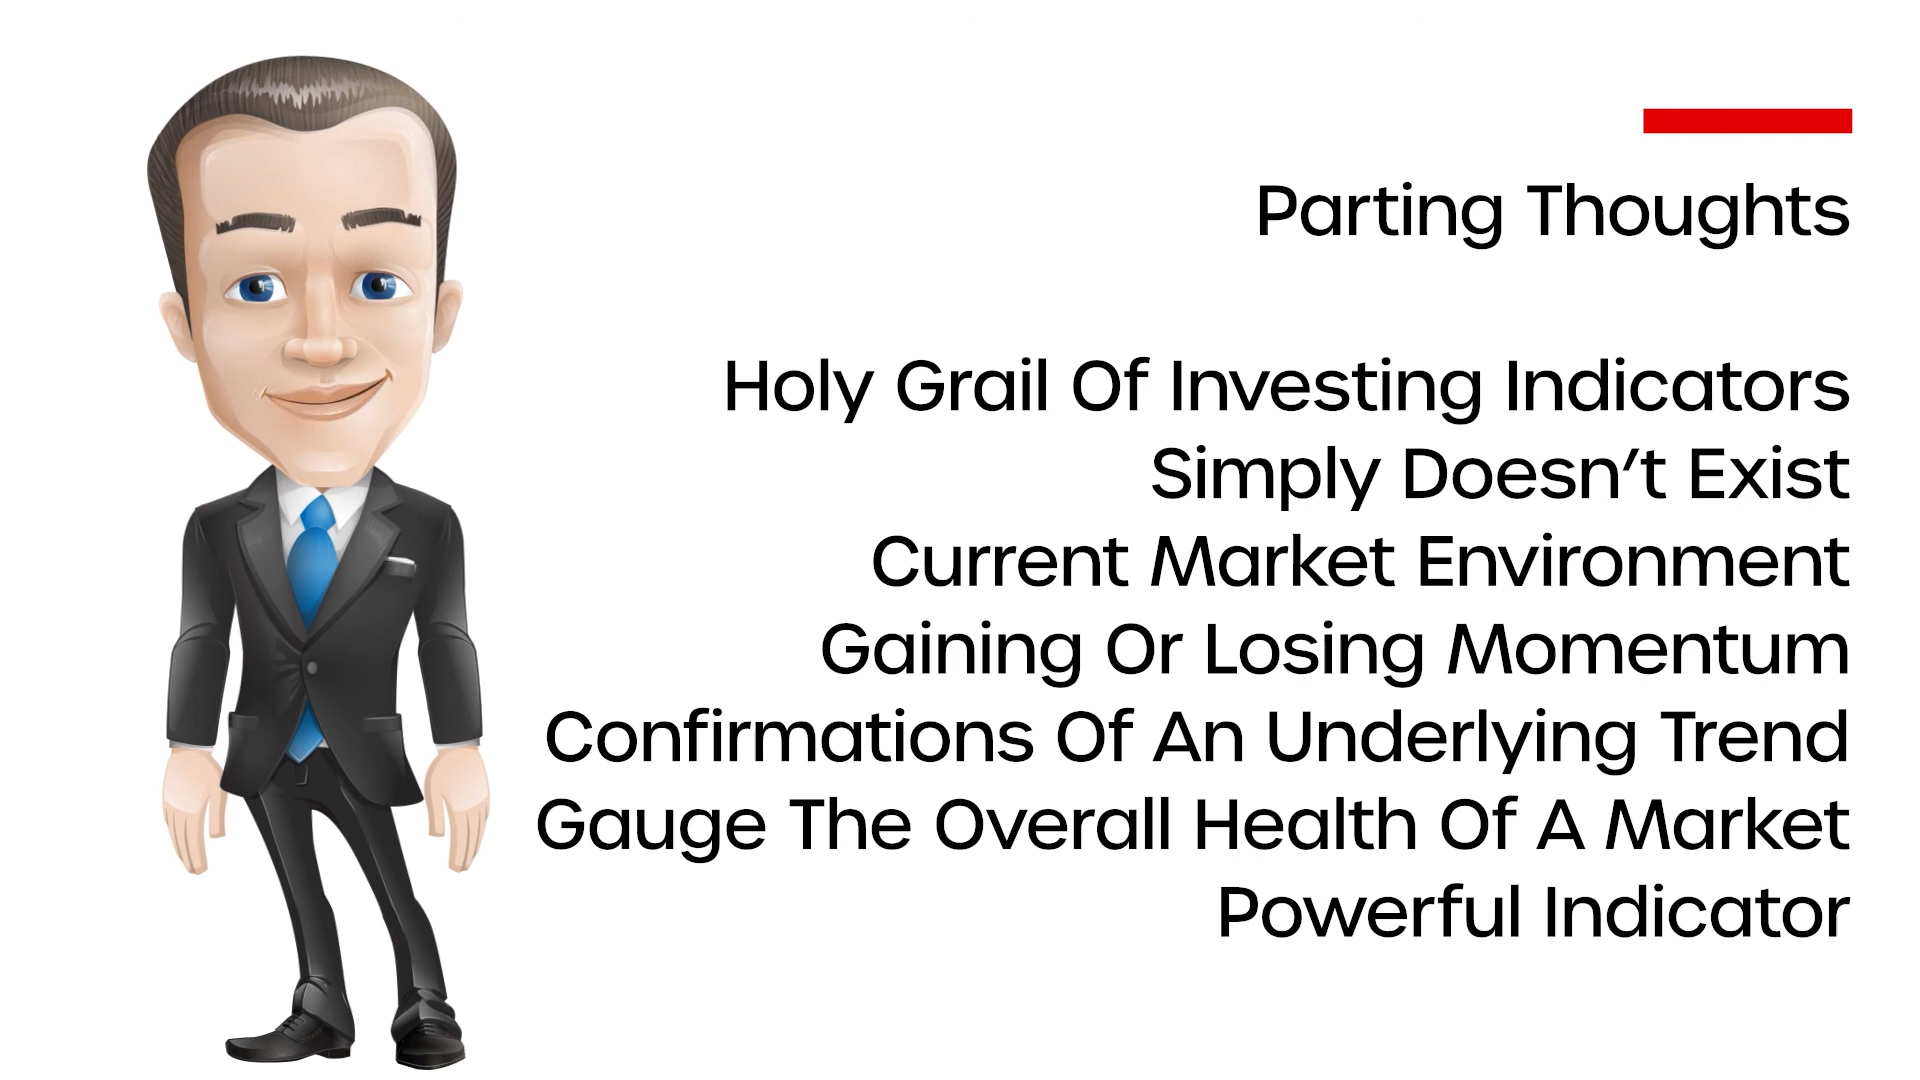 Parting Thoughts
Holy Grail Of Investing Indicators
Simply Doesn't Exist
Current Market Environment
Gaining Or Losing Momentum
Confirmations Of An Underlying Trend
Gauge The Overall Health Of A Market
Powerful Indicator